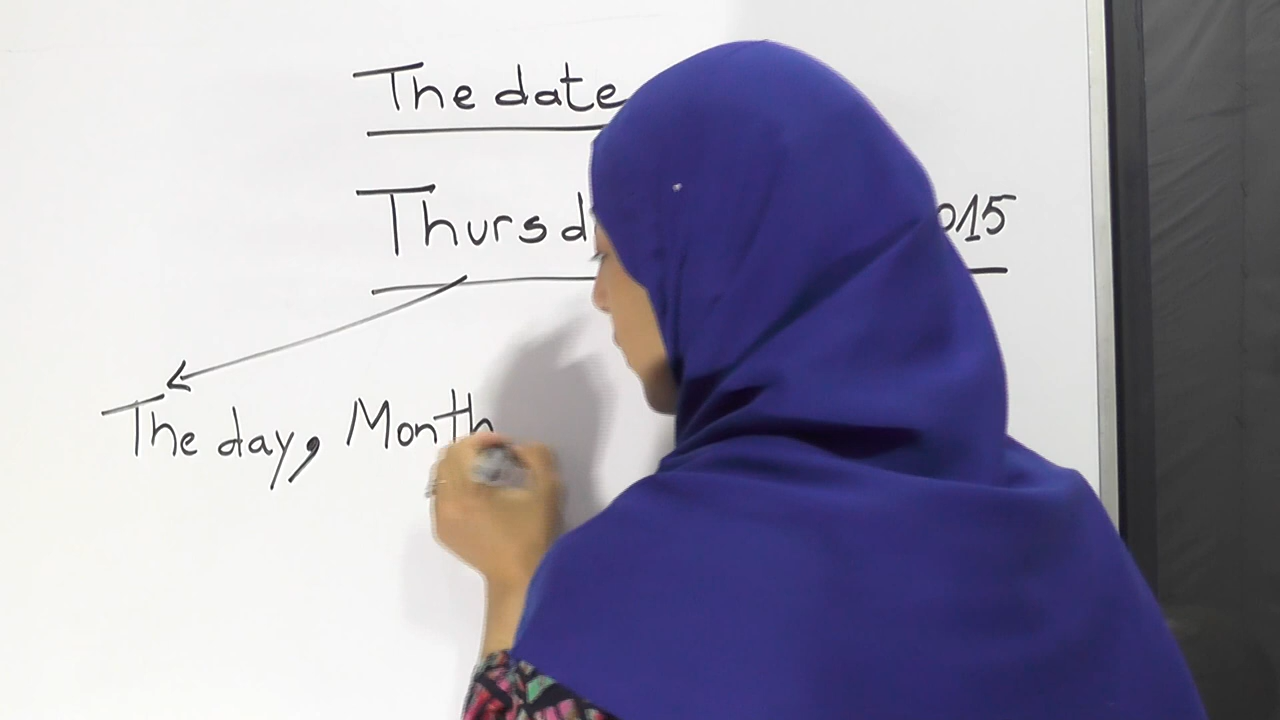 The date
Thursd 015
The day, Month